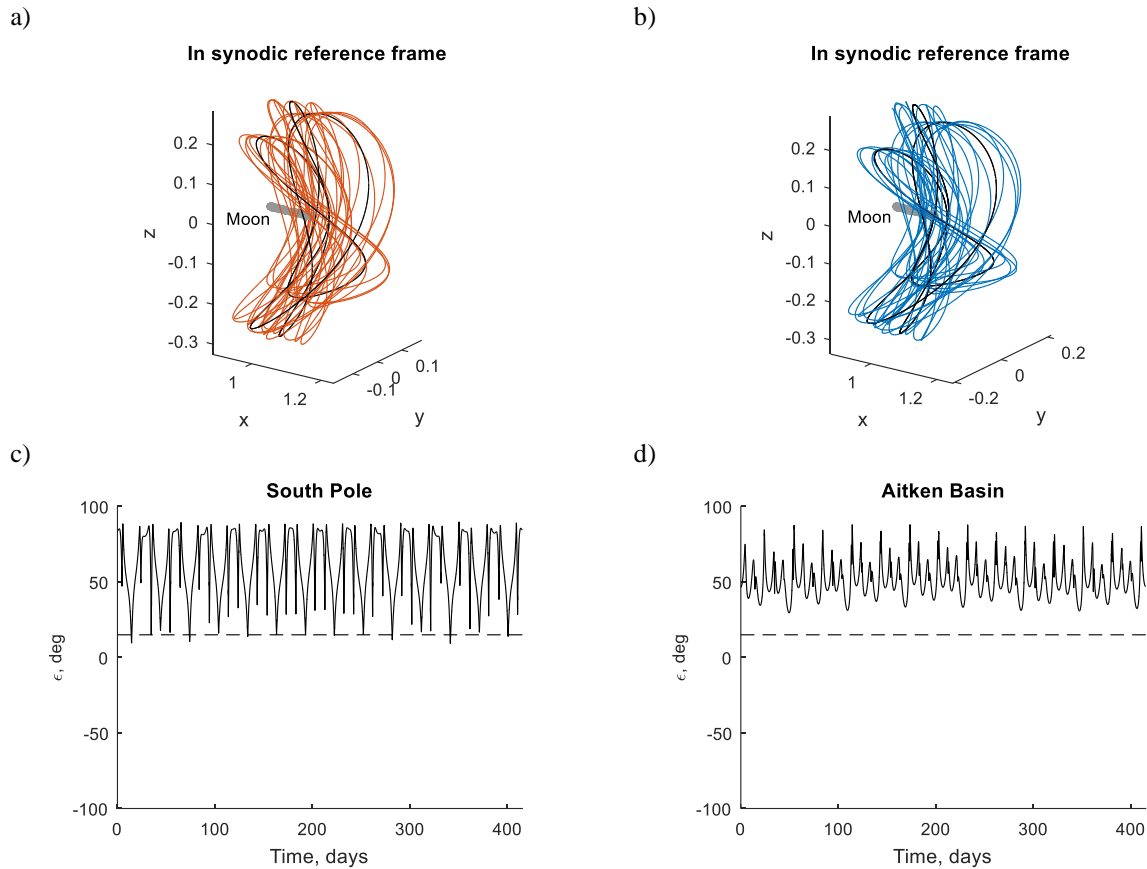 a)
In synodic reference frame
0.2
0.1
0
-0.1
-0.2
-0.3
z
Moon
1
1.2
x
-0.1
0
0.1
y
b)
In synodic reference frame
0.2
0.1
0
-0.1
-0.2
-0.3
z
Moon
1
1.2
x
-0.2
0
0.2
y
c)
South Pole
100
50
0
-50
-100
ϵ, deg
0
100
200
300
400
Time, days
d)
Aitken Basin
100
50
0
-50
-100
ϵ, deg
0
100
200
300
400
Time, days